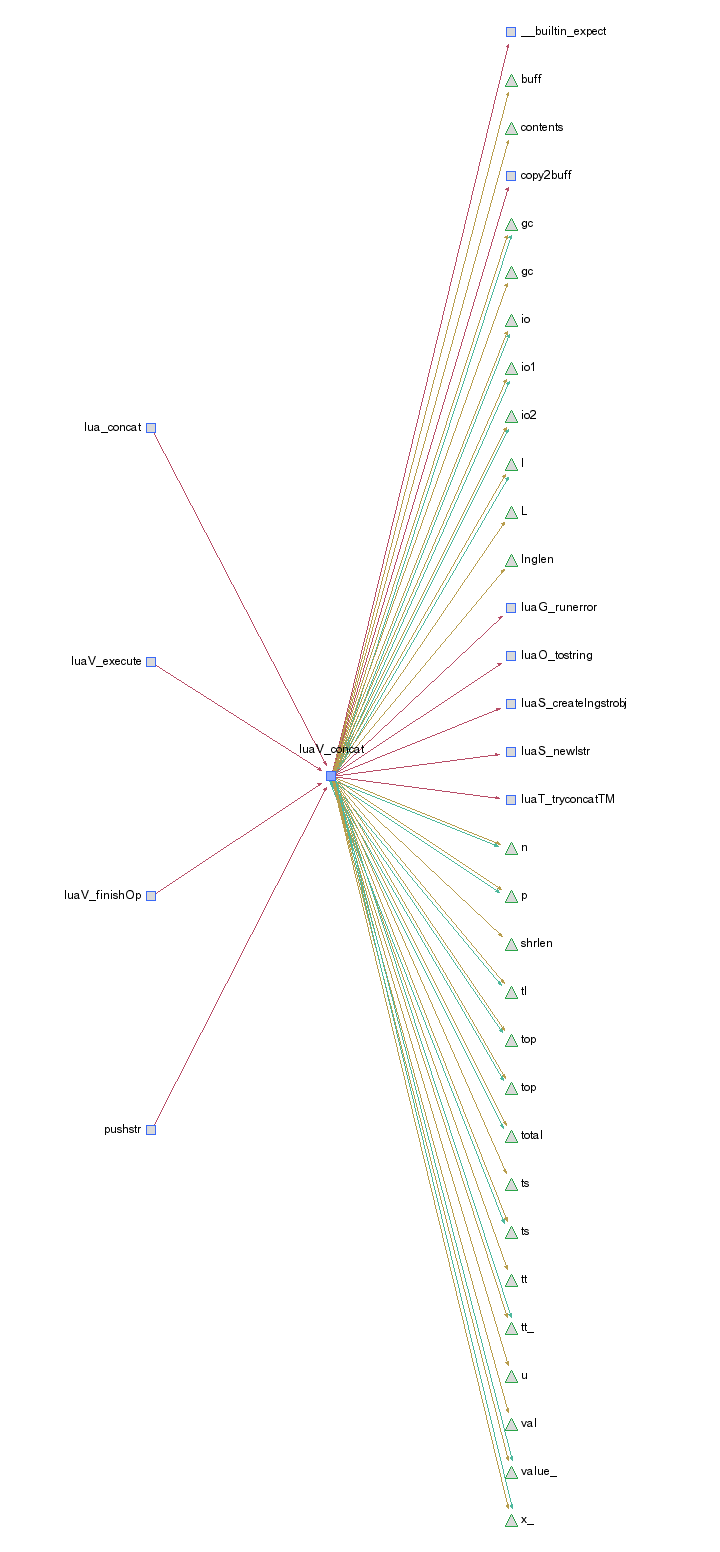 __builtin_expect
buff
contents
copy2buff
gc
gc
io
io1
io2
l
L
lnglen
luaG_runerror
luaO_tostring
luaS_createlngstrobj
luaS_newlstr
luaT_tryconcatTM
n
p
shrlen
tl
top
top
total
ts
ts
tt
tt_
u
val
value_
x_
lua_concat
luaV_execute
luaV_concat
luaV_finishOp
pushstr